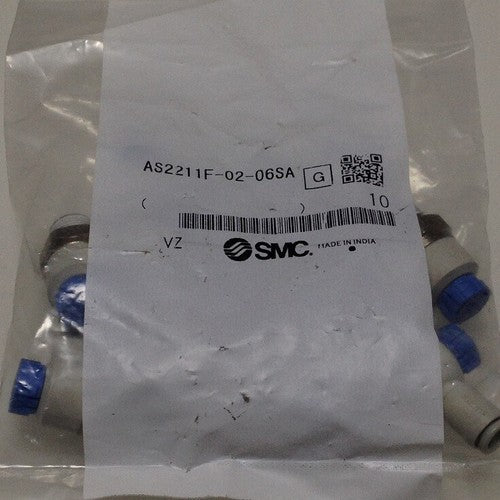 AS2211F-02-06SA G
( ) 10
VZ SMC. MADE IN INDIA